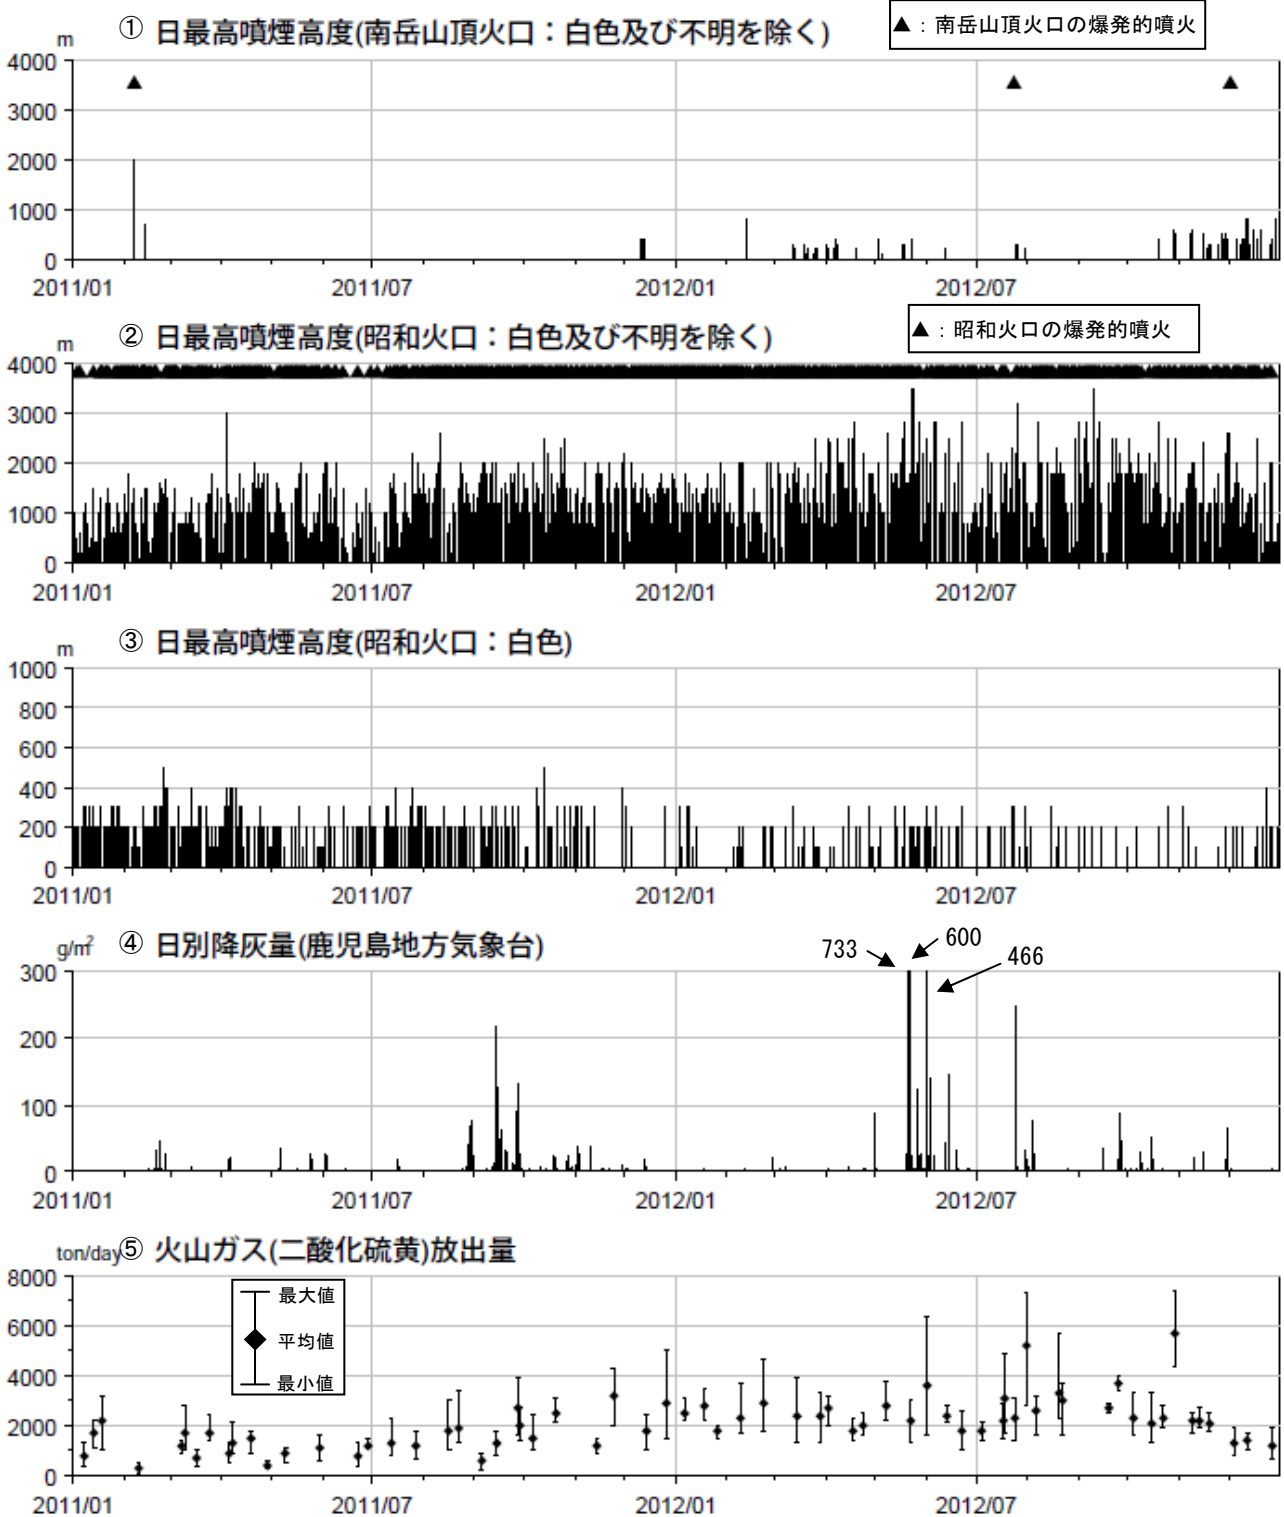 ① 日最高噴煙高度(南岳山頂火口：白色及び不明を除く)
▲：南岳山頂火口の爆発的噴火
m
4000
3000
2000
1000
0
2011/01 2011/07 2012/01 2012/07
② 日最高噴煙高度(昭和火口：白色及び不明を除く)
▲：昭和火口の爆発的噴火
m
4000
3000
2000
1000
0
2011/01 2011/07 2012/01 2012/07
③ 日最高噴煙高度(昭和火口：白色)
m
1000
800
600
400
200
0
2011/01 2011/07 2012/01 2012/07
④ 日別降灰量(鹿児島地方気象台)
g/m²
733 600 466
300
200
100
0
2011/01 2011/07 2012/01 2012/07
ton/day ⑤ 火山ガス(二酸化硫黄)放出量
8000
6000
4000
2000
0
最大値
平均値
最小値
2011/01 2011/07 2012/01 2012/07